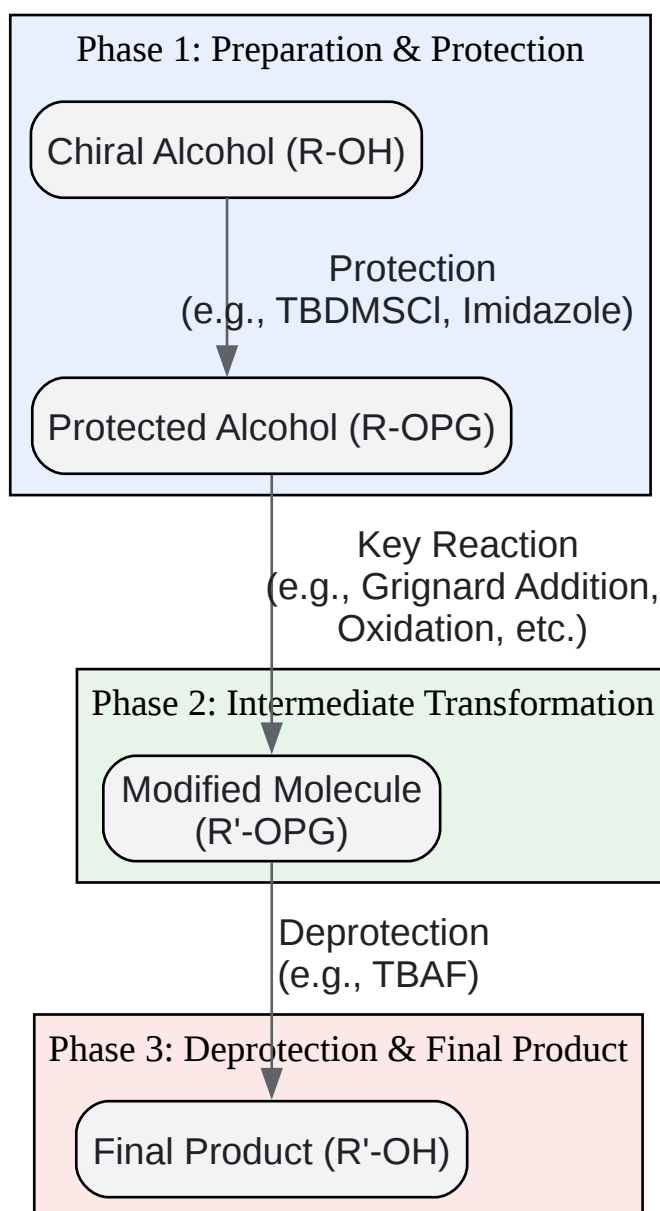 Phase 1: Preparation & Protection
Chiral Alcohol (R-OH)
Protection
(e.g., TBDMSCl, Imidazole)
Protected Alcohol (R-OPG)
Key Reaction
(e.g., Grignard Addition,
Oxidation, etc.)
Phase 2: Intermediate Transformation
Modified Molecule
(R'-OPG)
Deprotection
(e.g., TBAF)
Phase 3: Deprotection & Final Product
Final Product (R'-OH)